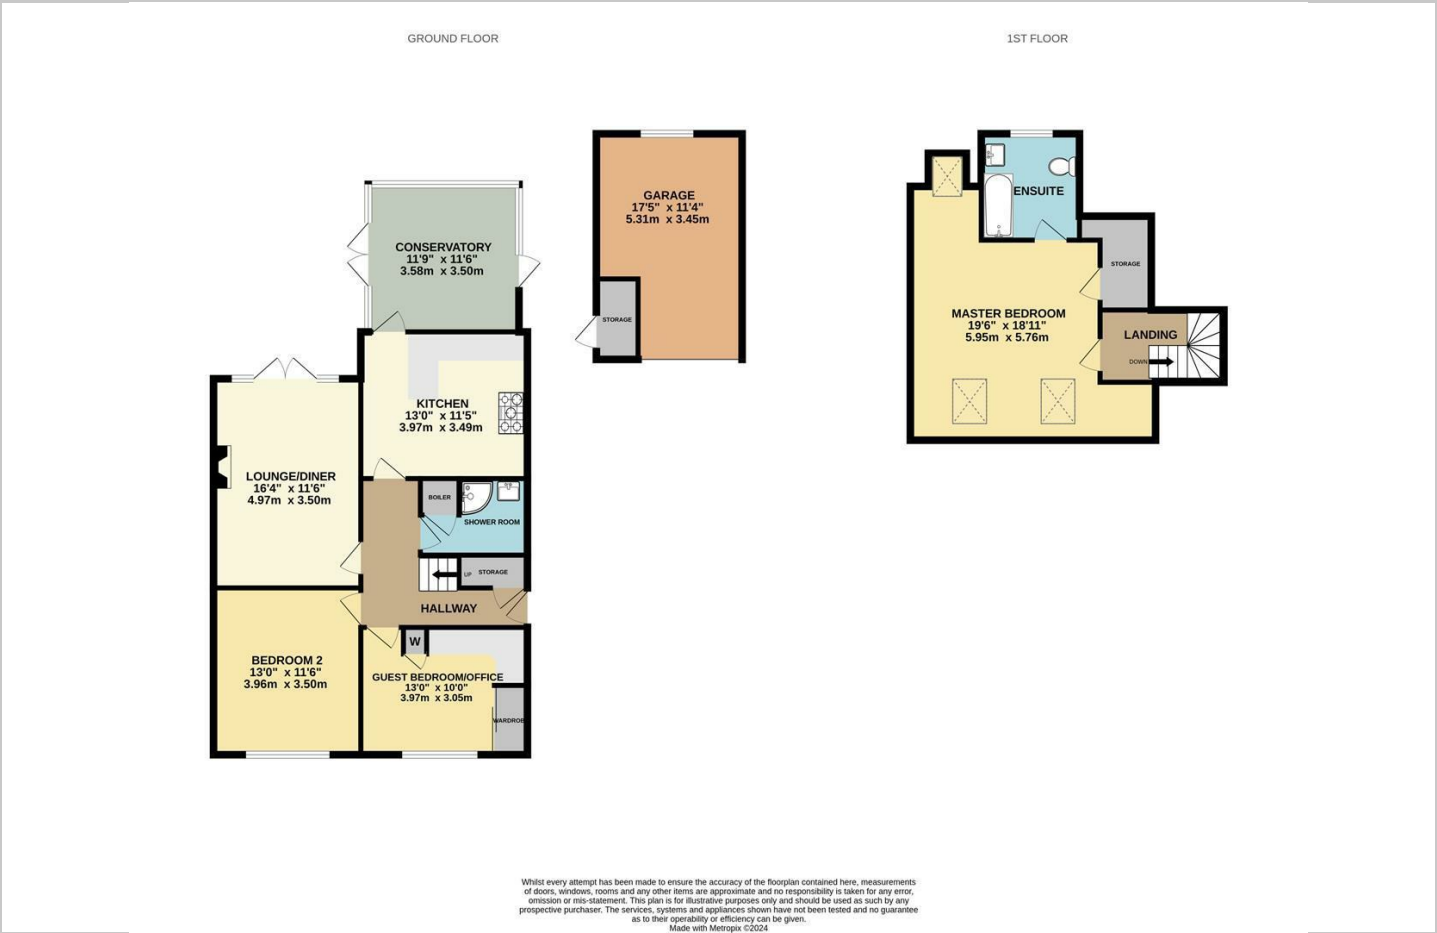 GROUND FLOOR
1ST FLOOR
GARAGE
17'5" x 11'4"
5.31m x 3.45m
STORAGE
CONSERVATORY
11'9" x 11'6"
3.58m x 3.50m
KITCHEN
13'0" x 11'5"
3.97m x 3.49m
LOUNGE/DINER
16'4" x 11'6"
4.97m x 3.50m
BOILER
SHOWER ROOM
UP
STORAGE
HALLWAY
BEDROOM 2
13'0" x 11'6"
3.96m x 3.50m
W
GUEST BEDROOM/OFFICE
13'0" x 10'0"
3.97m x 3.05m
WARDROB
ENSUITE
STORAGE
MASTER BEDROOM
19'6" x 18'11"
5.95m x 5.76m
LANDING
DOWN
Whilst every attempt has been made to ensure the accuracy of the floorplan contained here, measurements
of doors, windows, rooms and any other items are approximate and no responsibility is taken for any error,
omission or mis-statement. This plan is for illustrative purposes only and should be used as such by any
prospective purchaser. The services, systems and appliances shown have not been tested and no guarantee
as to their operability or efficiency can be given.
Made with Metropix ©2024